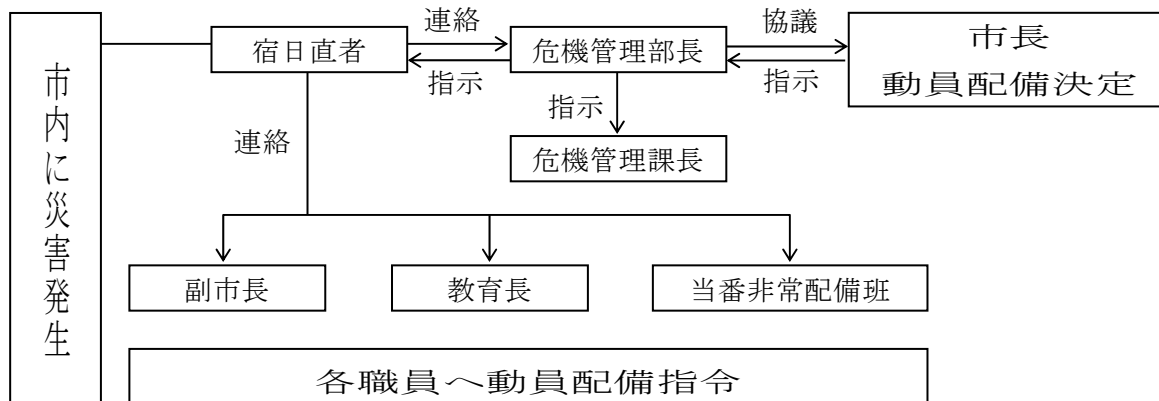 市内に災害発生
宿日直者
連絡
指示
危機管理部長
協議
指示
市長
動員配備決定
指示
危機管理課長
連絡
副市長
教育長
当番非常配備班
各職員へ動員配備指令